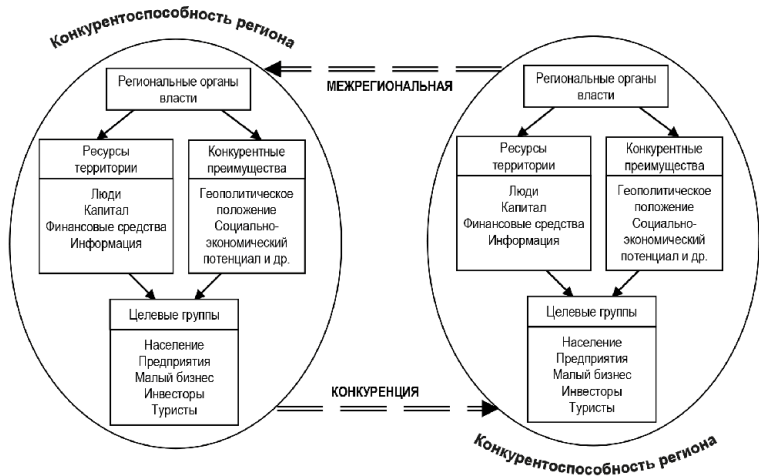 Конкурентоспособность региона
Региональные органы
власти
Ресурсы
территории
Люди
Капитал
Финансовые средства
Информация
Конкурентные
преимущества
Геополитическое
положение
Социально-
экономический
потенциал и др.
Целевые группы
Население
Предприятия
Малый бизнес
Инвесторы
Туристы
МЕЖРЕГИОНАЛЬНАЯ
КОНКУРЕНЦИЯ
Региональные органы
власти
Ресурсы
территории
Люди
Капитал
Финансовые средства
Информация
Конкурентные
преимущества
Геополитическое
положение
Социально-
экономический
потенциал и др.
Целевые группы
Население
Предприятия
Малый бизнес
Инвесторы
Туристы
Конкурентоспособность региона